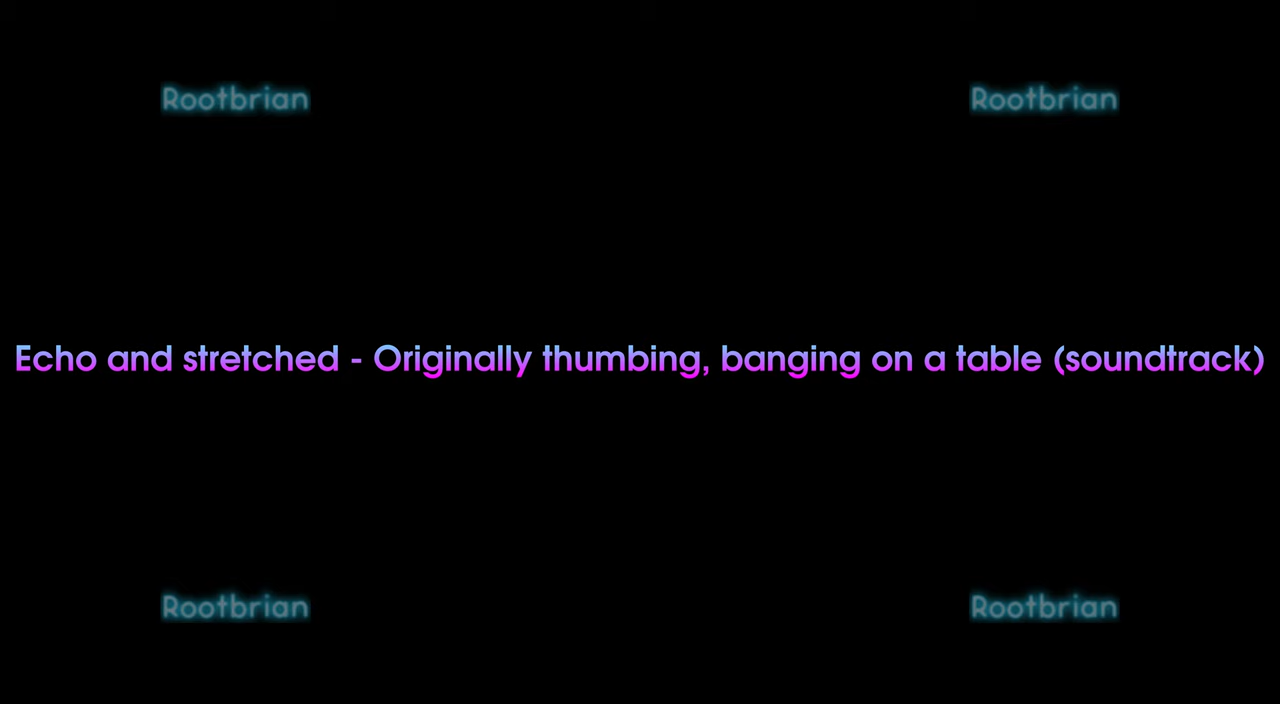 Rootbrian Rootbrian
Echo and stretched - Originally thumbing, banging on a table (soundtrack)
Rootbrian Rootbrian